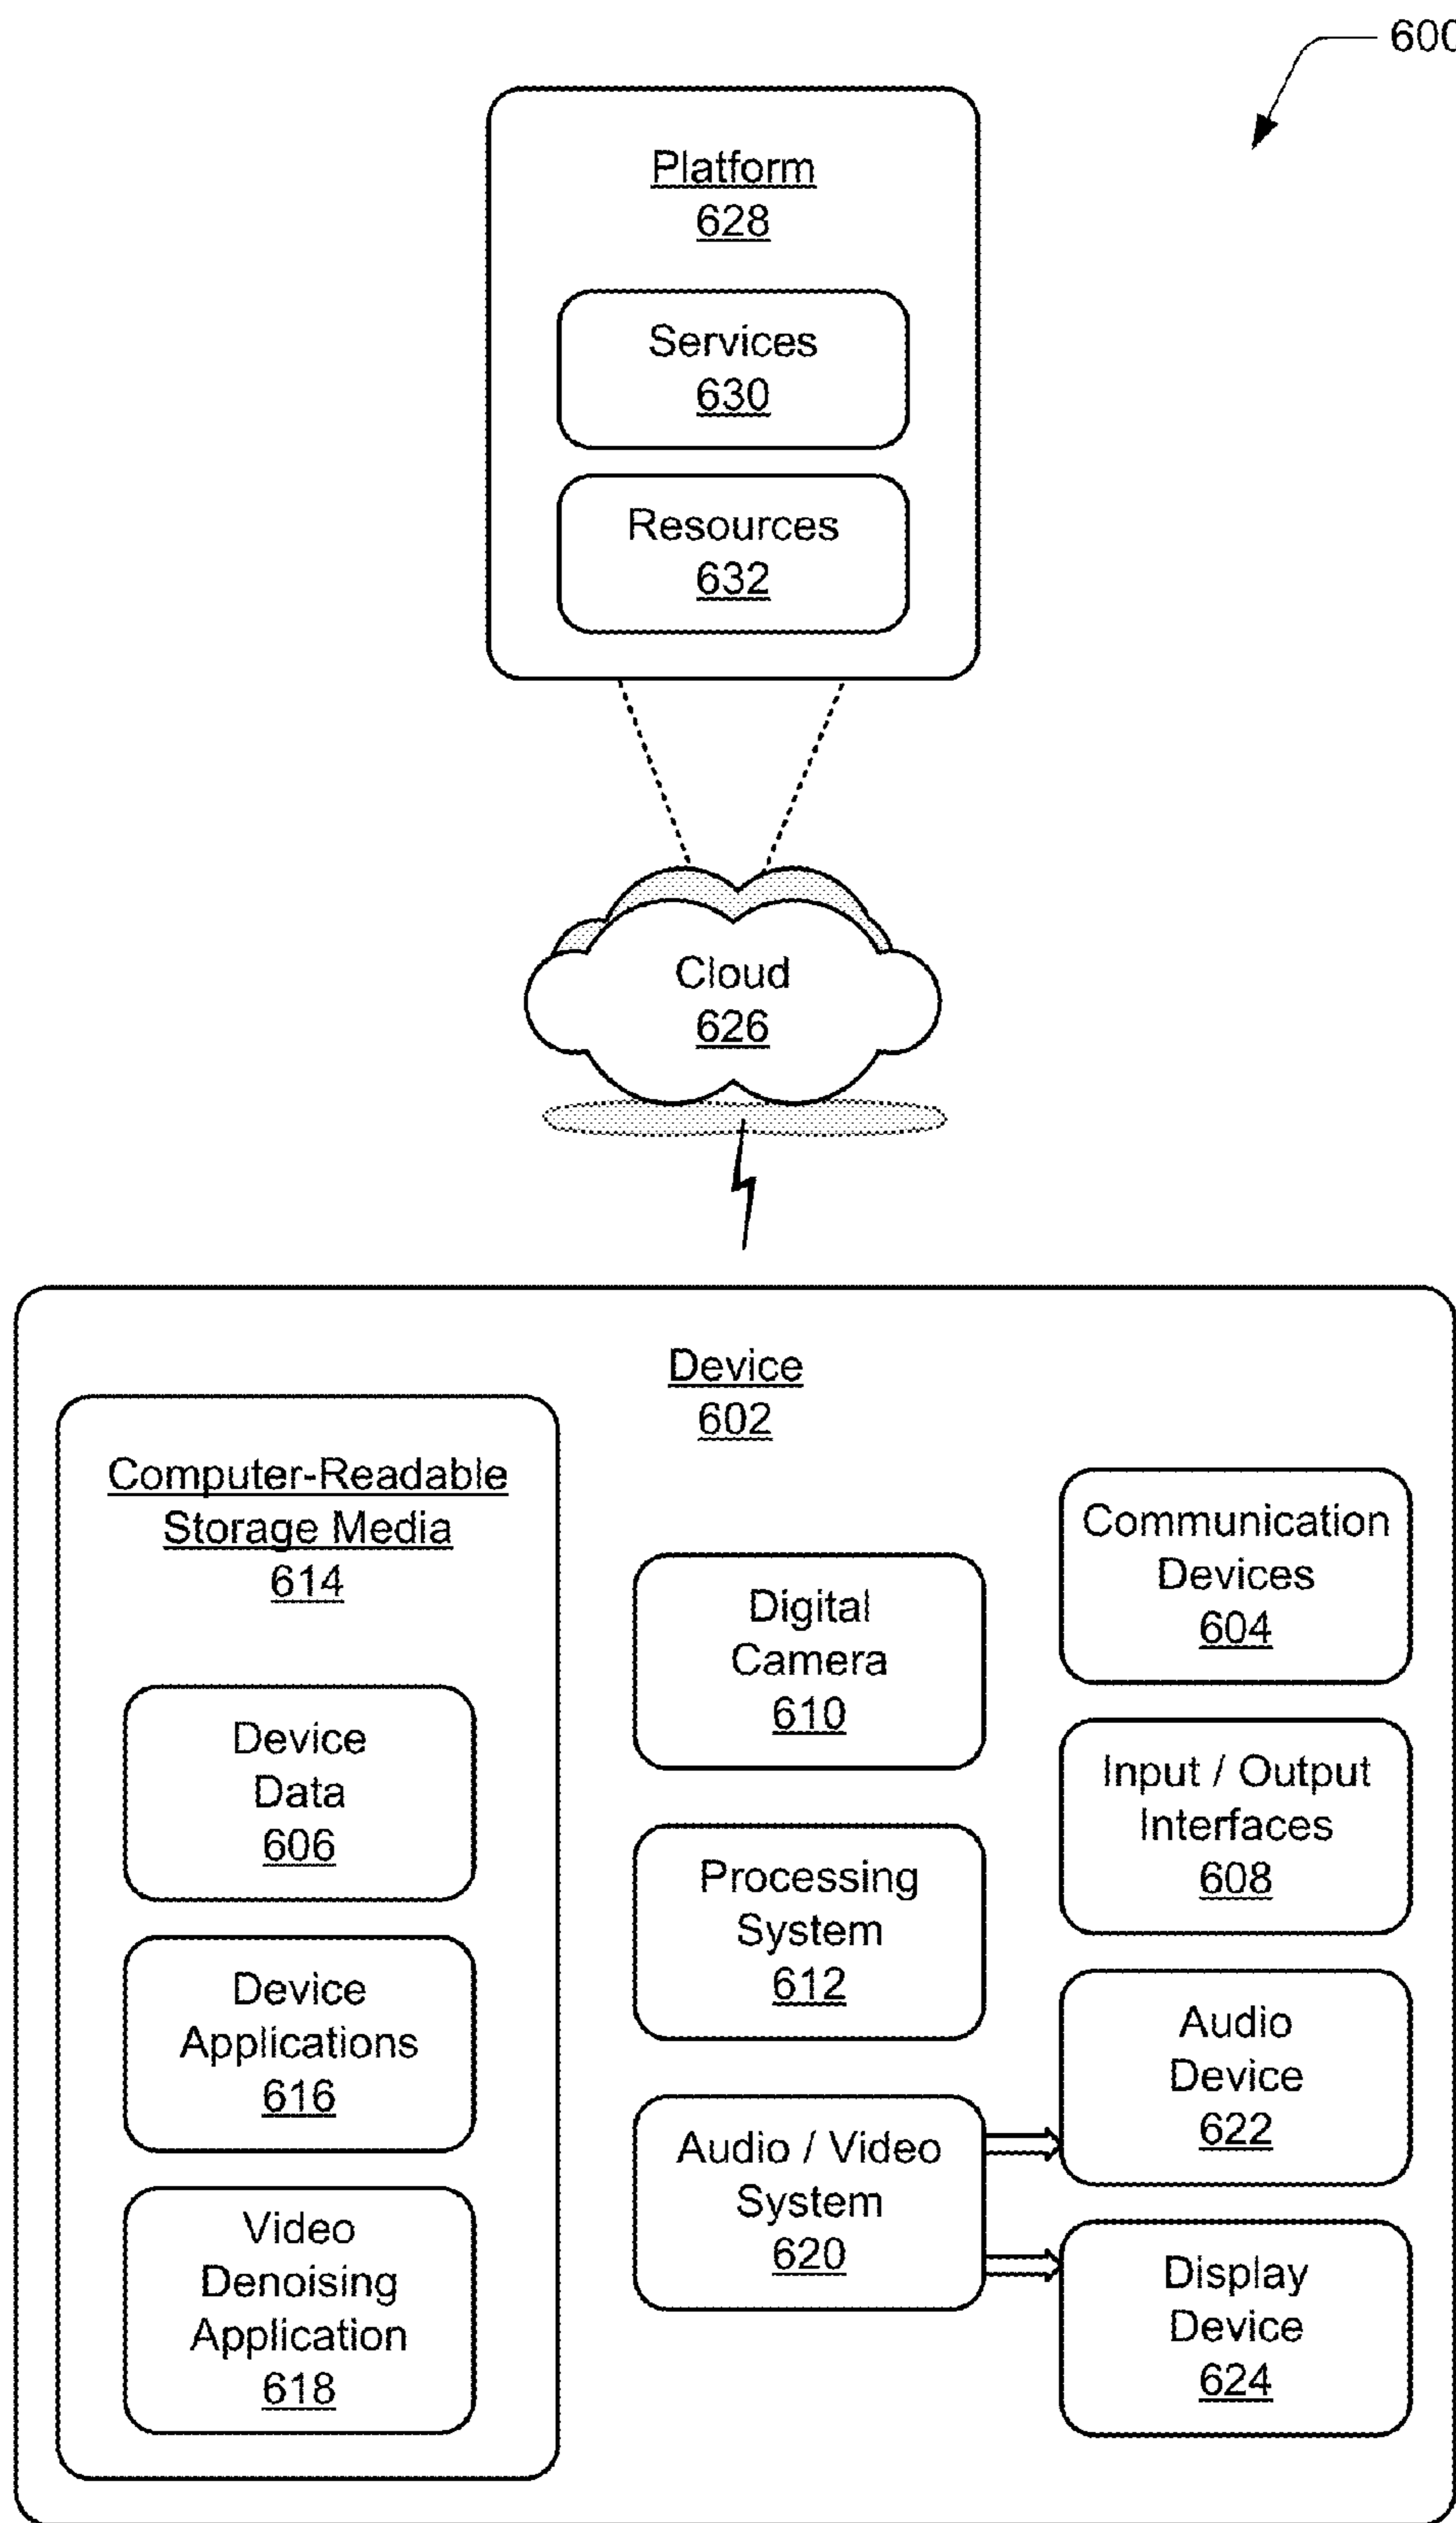 600
Platform
628
Services
630
Resources
632
Cloud
626
Device
602
Computer-Readable
Storage Media
614
Device
Data
606
Device
Applications
616
Video
Denoising
Application
618
Digital
Camera
610
Processing
System
612
Audio / Video
System
620
Communication
Devices
604
Input / Output
Interfaces
608
Audio
Device
622
Display
Device
624